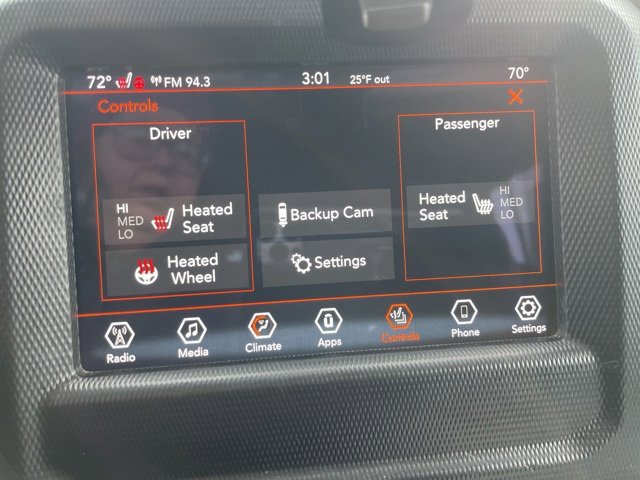 72° FM 94.3 3:01 25°F out 70°
Controls
Driver
HI
MED
LO
Heated
Seat
Heated
Wheel
Backup Cam
Settings
Passenger
Heated
Seat
HI
MED
LO
Radio Media Climate Apps Controls Phone Settings